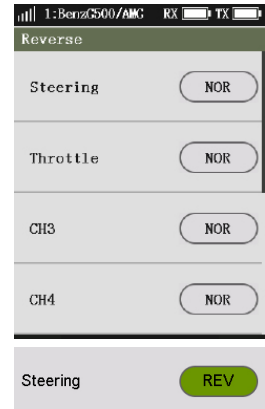 1:BenzG500/AMG RX TX
Reverse
Steering NOR
Throttle NOR
CH3 NOR
CH4 NOR
Steering REV